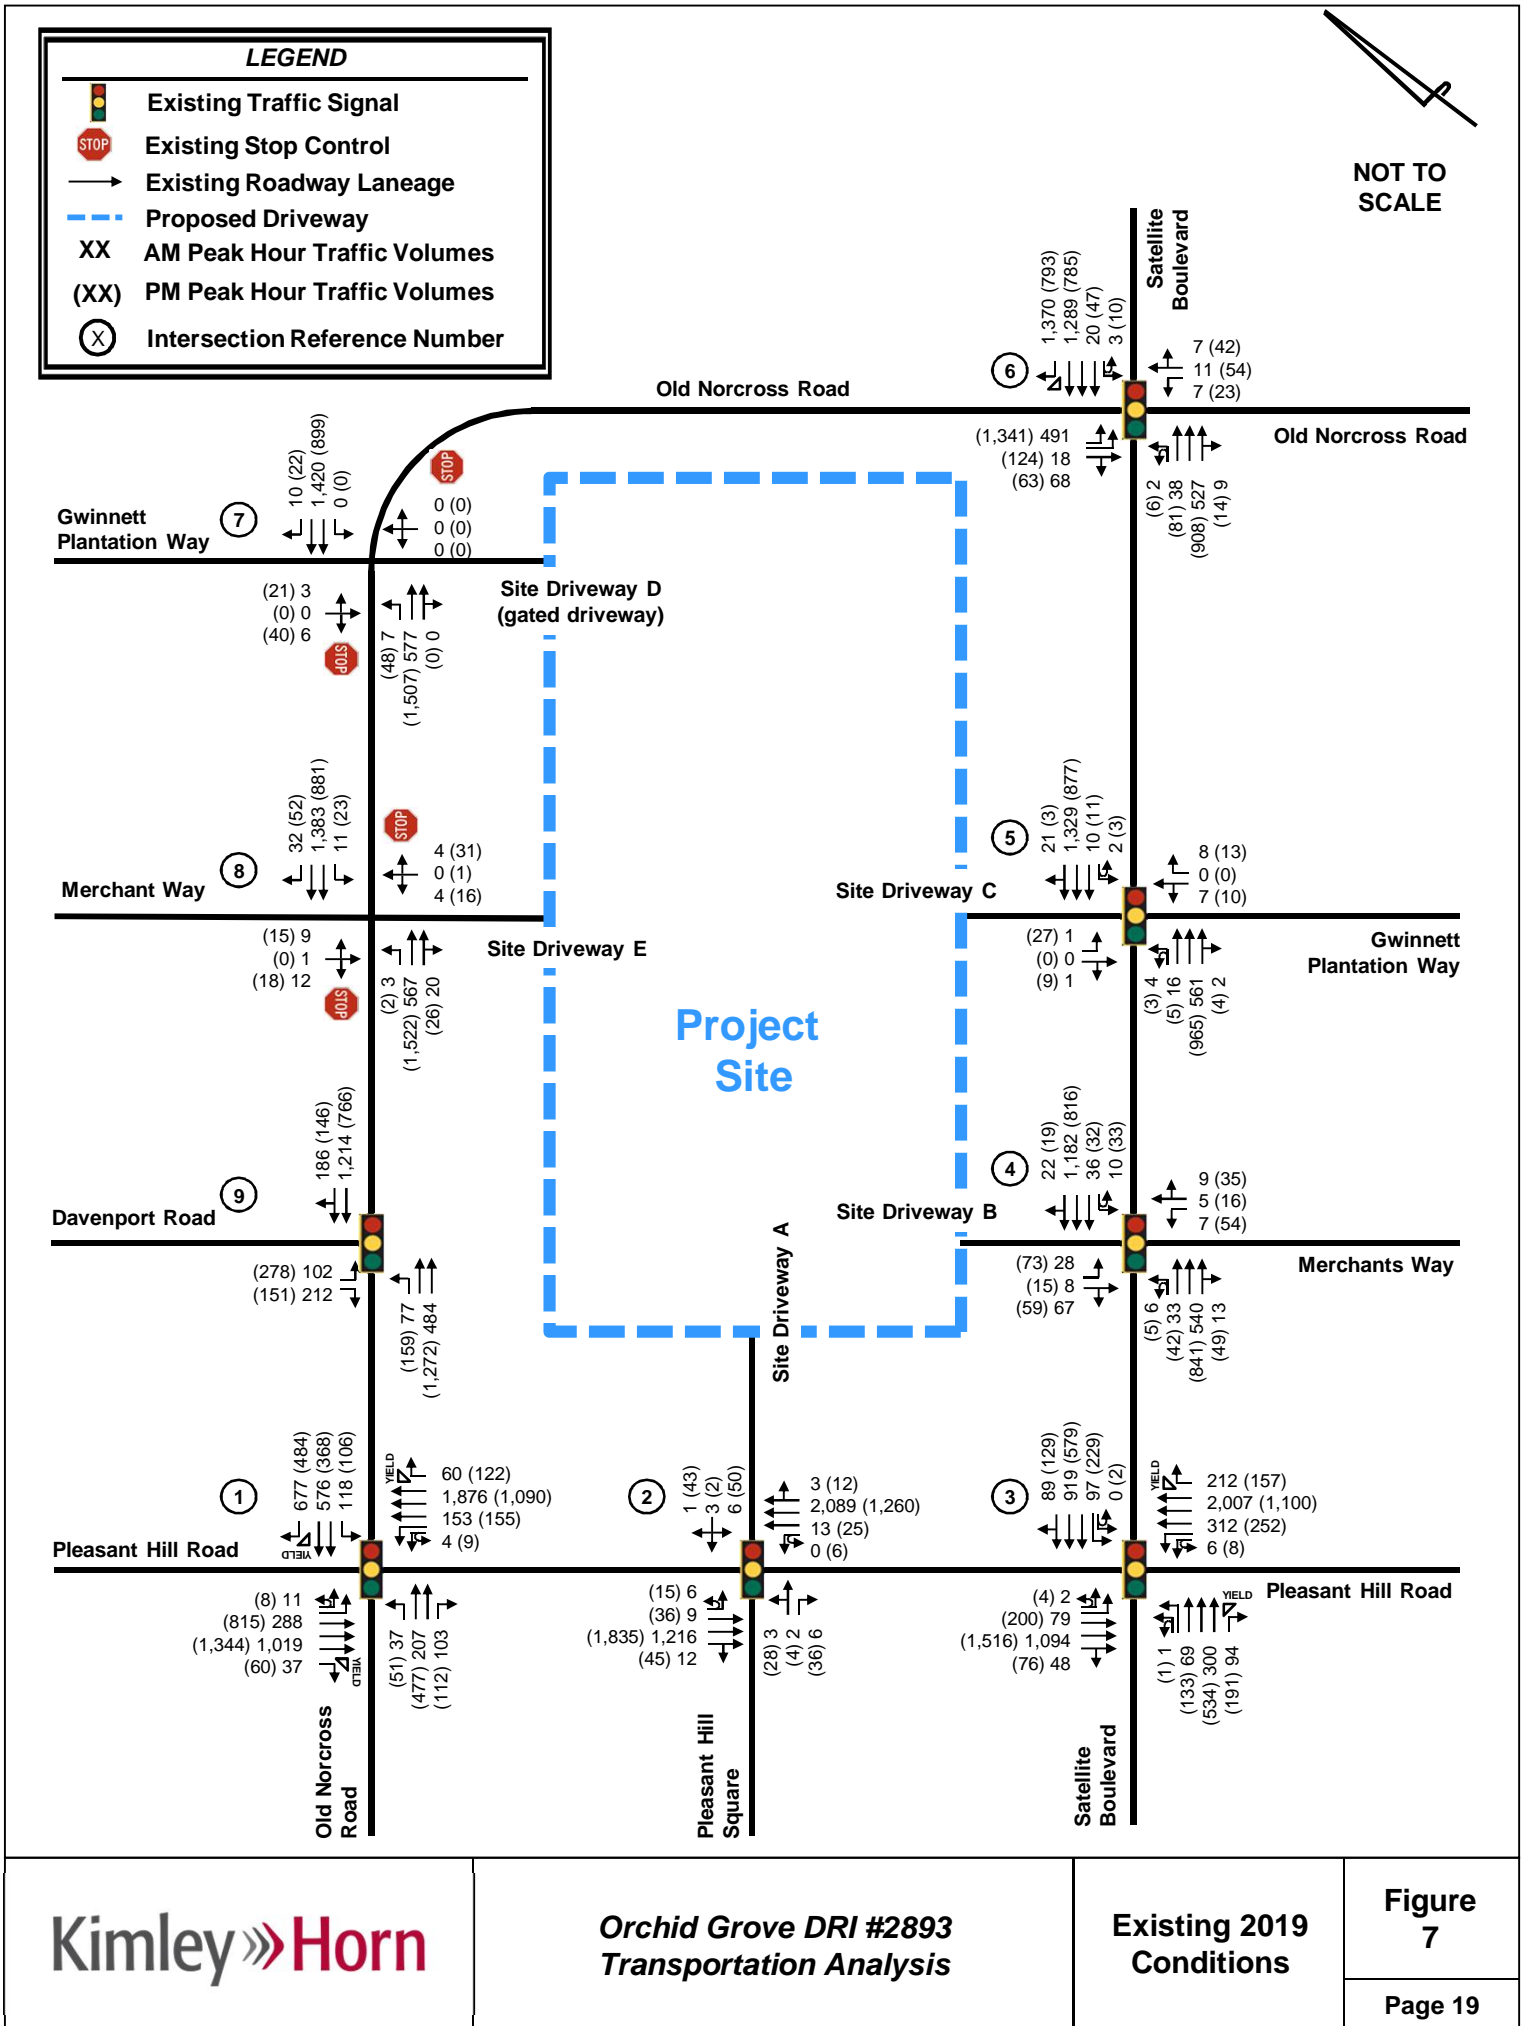 LEGEND
Existing Traffic Signal
STOP
Existing Stop Control
Existing Roadway Laneage
Proposed Driveway
XX AM Peak Hour Traffic Volumes
(XX) PM Peak Hour Traffic Volumes
X Intersection Reference Number
NOT TO
SCALE
Satellite
Boulevard
6
1,370 (793)
1,289 (785)
20 (47)
3 (10)
7 (42)
11 (54)
7 (23)
Old Norcross Road
Old Norcross Road
(1,341) 491
(124) 18
(63) 68
(6) 2
(81) 38
(908) 527
(14) 9
7
10 (22)
1,420 (899)
0 (0)
STOP
0 (0)
0 (0)
0 (0)
Gwinnett
Plantation Way
Site Driveway D
(gated driveway)
(21) 3
(0) 0
(40) 6
STOP
(48) 7
(1,507) 577
(0) 0
8
32 (52)
1,383 (881)
11 (23)
STOP
4 (31)
0 (1)
4 (16)
Merchant Way
Site Driveway E
(15) 9
(0) 1
(18) 12
STOP
(2) 3
(1,522) 567
(26) 20
5
21 (3)
1,329 (877)
10 (11)
2 (3)
8 (13)
0 (0)
7 (10)
Site Driveway C
Gwinnett
Plantation Way
(27) 1
(0) 0
(9) 1
(3) 4
(5) 16
(965) 561
(4) 2
Project
Site
9
186 (146)
1,214 (766)
Davenport Road
(278) 102
(151) 212
(159) 77
(1,272) 484
4
22 (19)
1,182 (816)
36 (32)
10 (33)
9 (35)
5 (16)
7 (54)
Site Driveway B
Merchants Way
(73) 28
(15) 8
(59) 67
(5) 6
(42) 33
(841) 540
(49) 13
Site Driveway A
1
677 (484)
576 (368)
118 (106)
YIELD
YIELD
60 (122)
1,876 (1,090)
153 (155)
4 (9)
Pleasant Hill Road
(8) 11
(815) 288
(1,344) 1,019
(60) 37
YIELD
(51) 37
(477) 207
(112) 103
Old Norcross
Road
2
1 (43)
3 (2)
6 (50)
3 (12)
2,089 (1,260)
13 (25)
0 (6)
(15) 6
(36) 9
(1,835) 1,216
(45) 12
(28) 3
(4) 2
(36) 6
Pleasant Hill
Square
3
89 (129)
919 (579)
97 (229)
0 (2)
YIELD
212 (157)
2,007 (1,100)
312 (252)
6 (8)
Pleasant Hill Road
(4) 2
(200) 79
(1,516) 1,094
(76) 48
YIELD
(1) 1
(133) 69
(534) 300
(191) 94
Satellite
Boulevard
Kimley»Horn
Orchid Grove DRI #2893
Transportation Analysis
Existing 2019
Conditions
Figure
7
Page 19